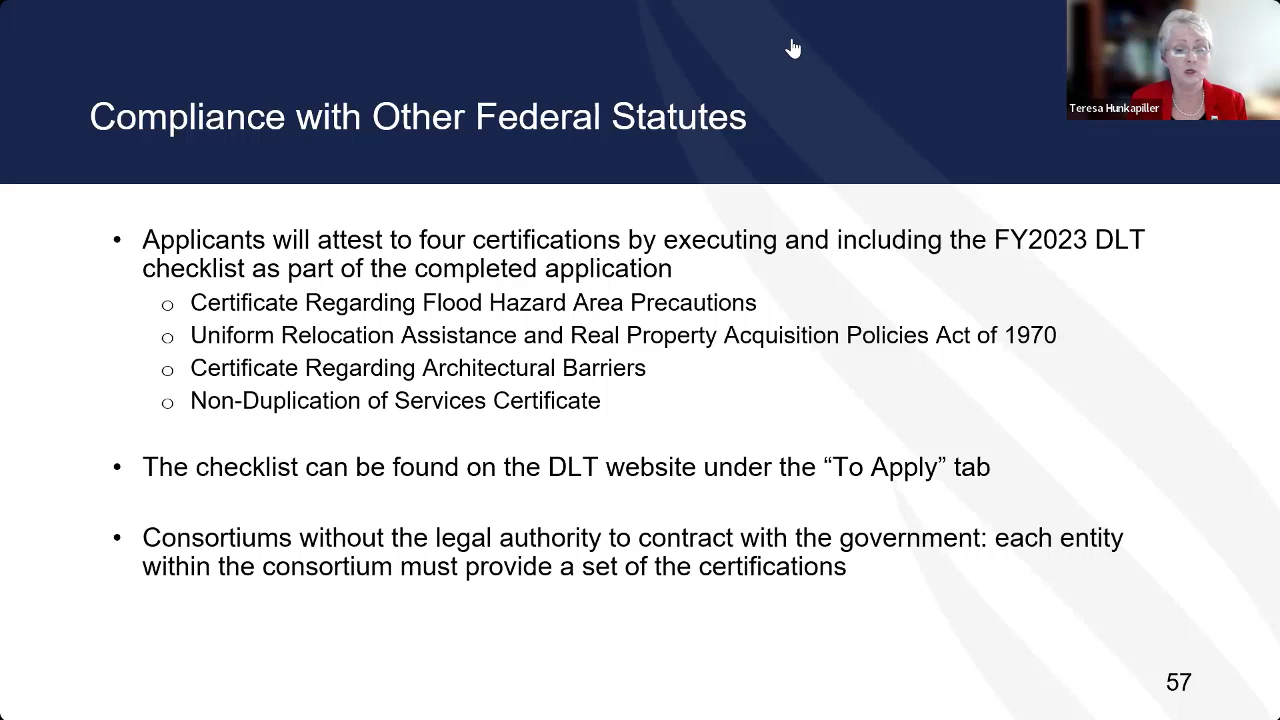 Teresa Hunkapiller
Compliance with Other Federal Statutes
• Applicants will attest to four certifications by executing and including the FY2023 DLT
checklist as part of the completed application
o Certificate Regarding Flood Hazard Area Precautions
o Uniform Relocation Assistance and Real Property Acquisition Policies Act of 1970
o Certificate Regarding Architectural Barriers
o Non-Duplication of Services Certificate
• The checklist can be found on the DLT website under the “To Apply” tab
• Consortiums without the legal authority to contract with the government: each entity
within the consortium must provide a set of the certifications
57